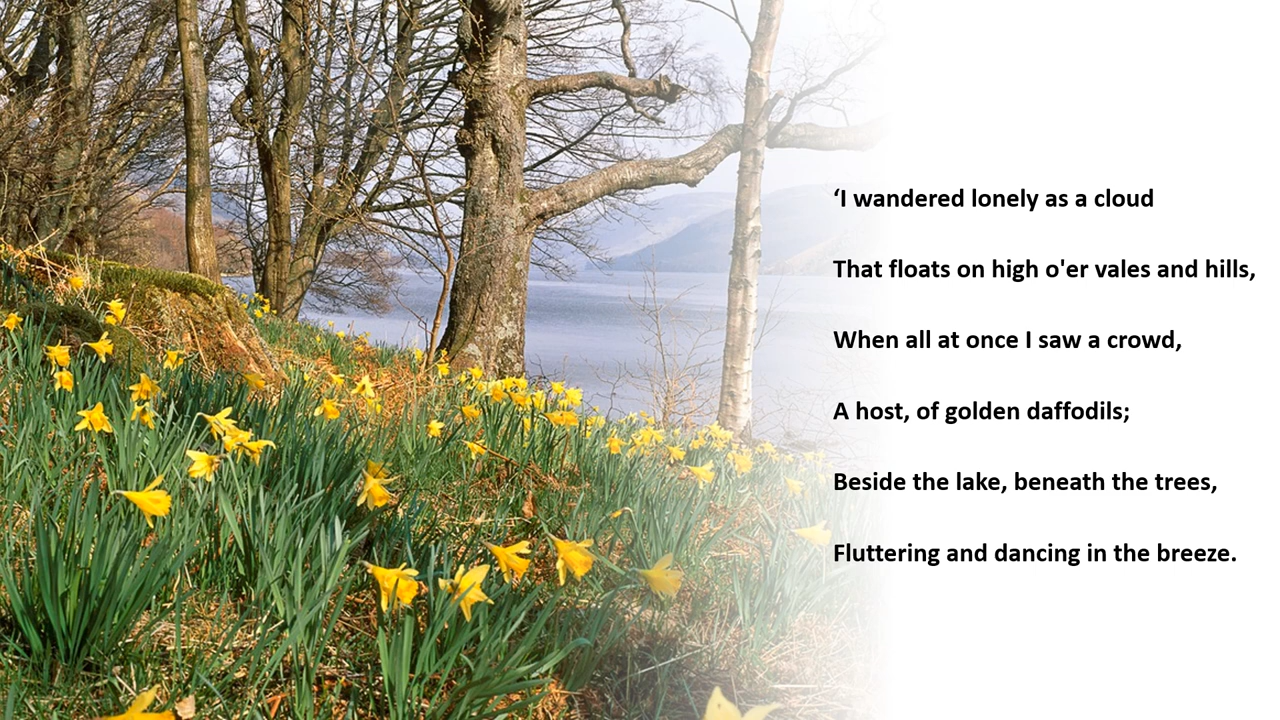 ‘I wandered lonely as a cloud
That floats on high o'er vales and hills,
When all at once I saw a crowd,
A host, of golden daffodils;
Beside the lake, beneath the trees,
Fluttering and dancing in the breeze.